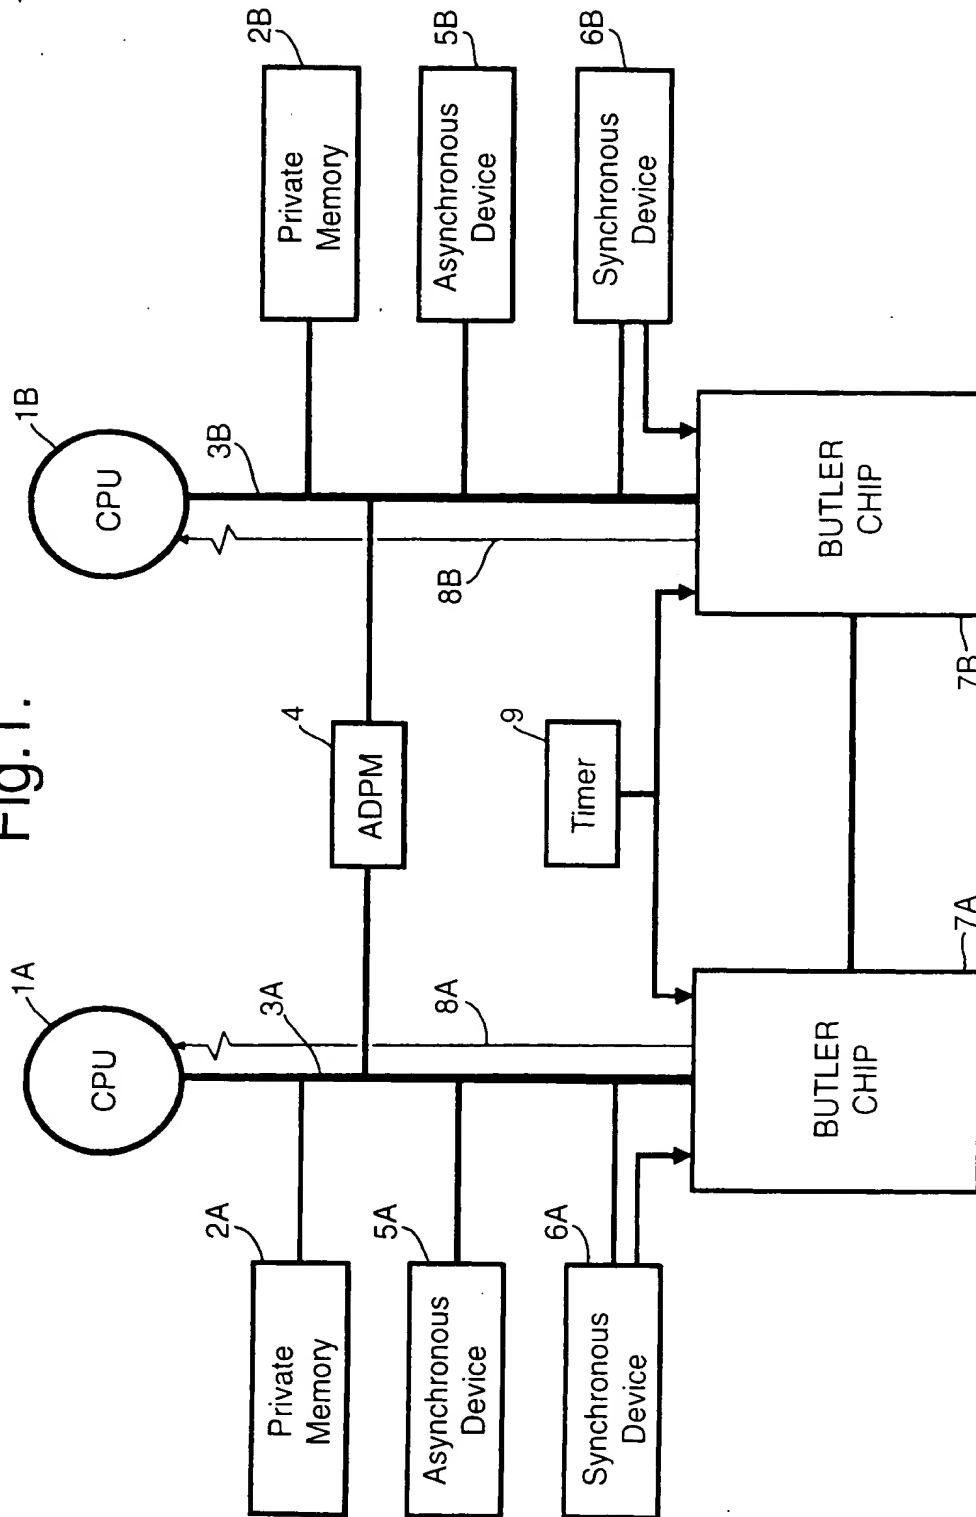 Fig.1.
1A
CPU
1B
CPU
2A
Private
Memory
3A
4
ADPM
3B
2B
Private
Memory
5A
Asynchronous
Device
8A
9
Timer
8B
5B
Asynchronous
Device
6A
Synchronous
Device
6B
Synchronous
Device
BUTLER
CHIP
7A
BUTLER
CHIP
7B